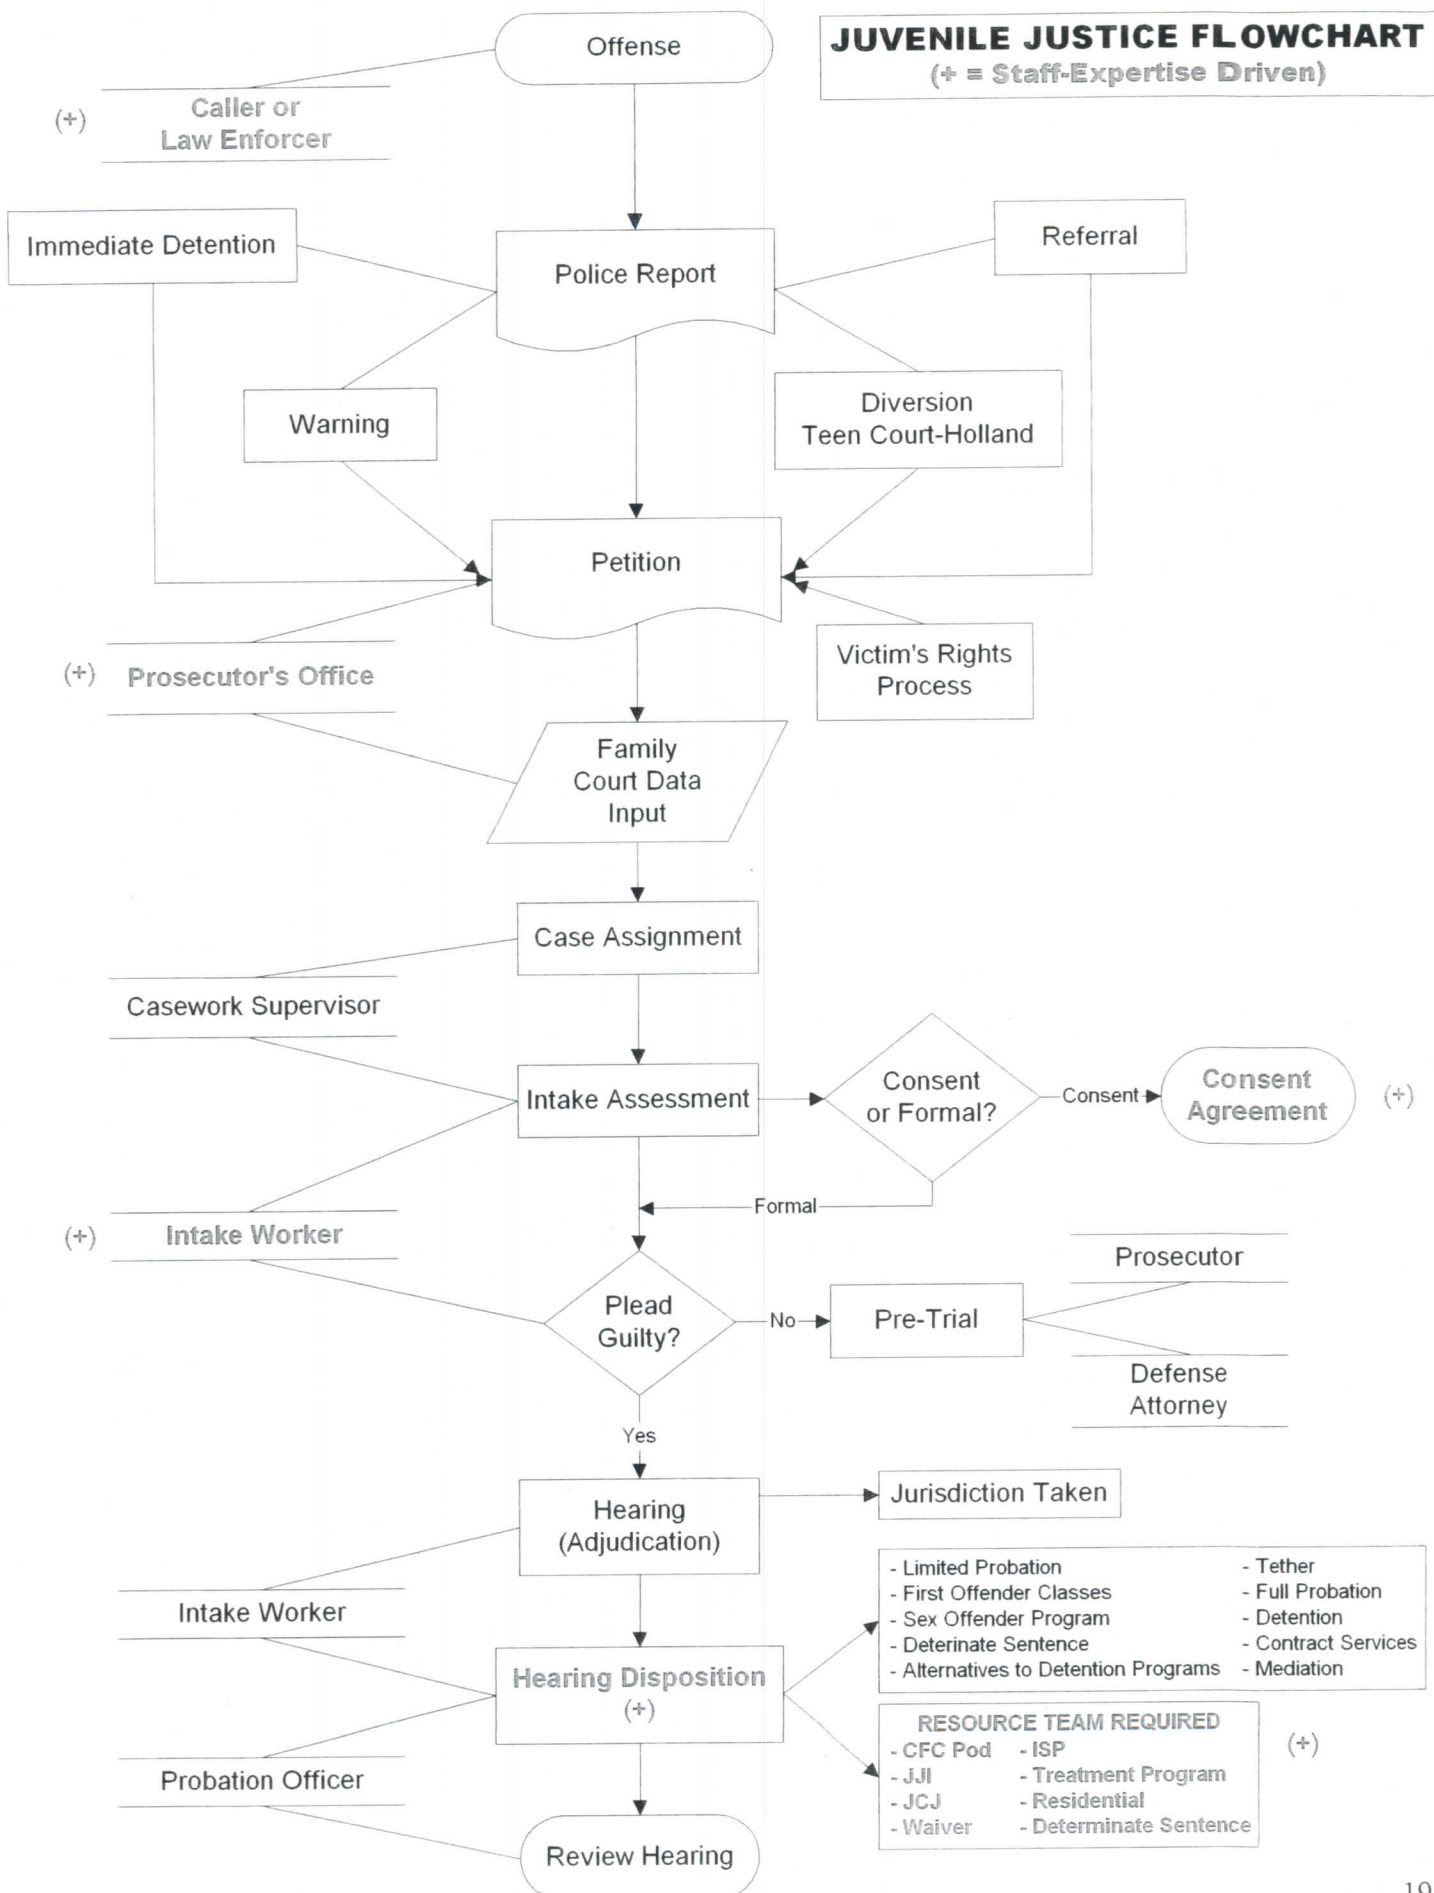 Offense
JUVENILE JUSTICE FLOWCHART
(+ = Staff-Expertise Driven)
(+)
Caller or
Law Enforcer
Immediate Detention
Police Report
Referral
Warning
Diversion
Teen Court-Holland
Petition
Victim's Rights
Process
(+)
Prosecutor's Office
Family
Court Data
Input
Case Assignment
Casework Supervisor
Intake Assessment
Consent
or Formal?
Consent
Consent
Agreement
(+)
Formal
(+)
Intake Worker
Plead
Guilty?
No
Pre-Trial
Prosecutor
Defense
Attorney
Yes
Hearing
(Adjudication)
Jurisdiction Taken
Intake Worker
- Limited Probation
- First Offender Classes
- Sex Offender Program
- Deterinate Sentence
- Alternatives to Detention Programs
- Tether
- Full Probation
- Detention
- Contract Services
- Mediation
Hearing Disposition
(+)
RESOURCE TEAM REQUIRED
- CFC Pod
- JJI
- JCJ
- Waiver
- ISP
- Treatment Program
- Residential
- Determinate Sentence
(+)
Probation Officer
Review Hearing
19